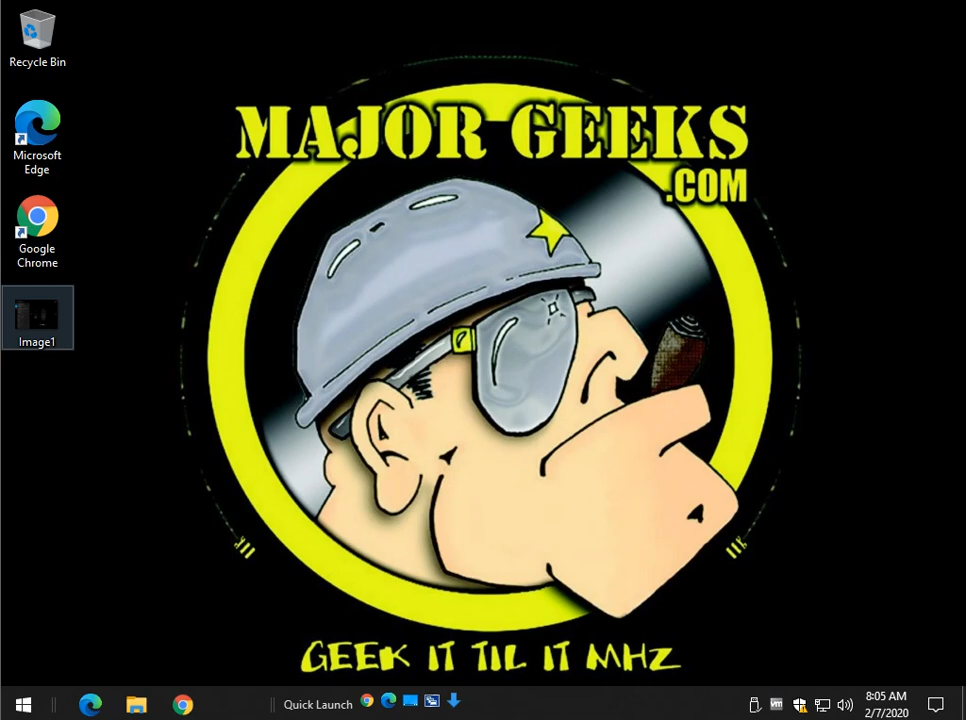 Recycle Bin
Microsoft
Edge
Google
Chrome
Image1
MAJOR GEEKS
.COM
GEEK IT TIL IT MHZ
Quick Launch
vm
8:05 AM
2/7/2020